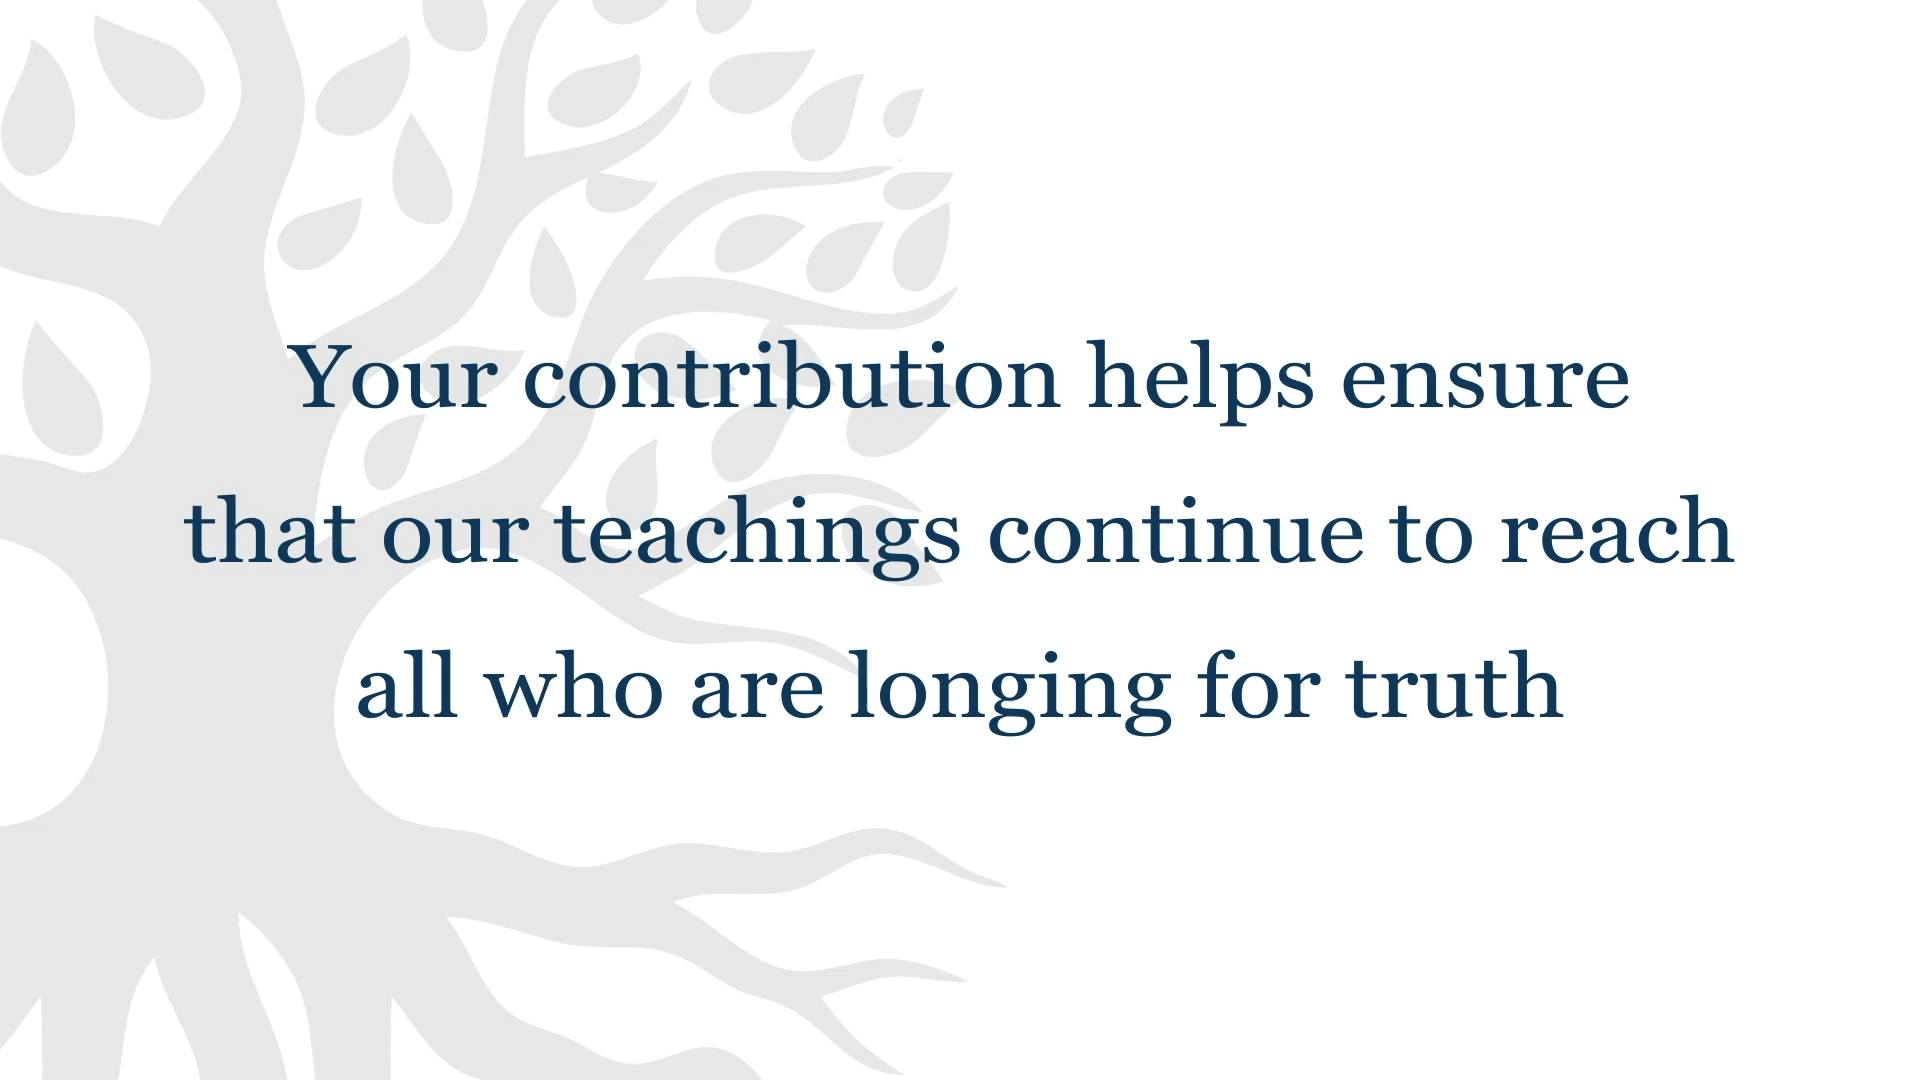 Your contribution helps ensure
that our teachings continue to reach
all who are longing for truth